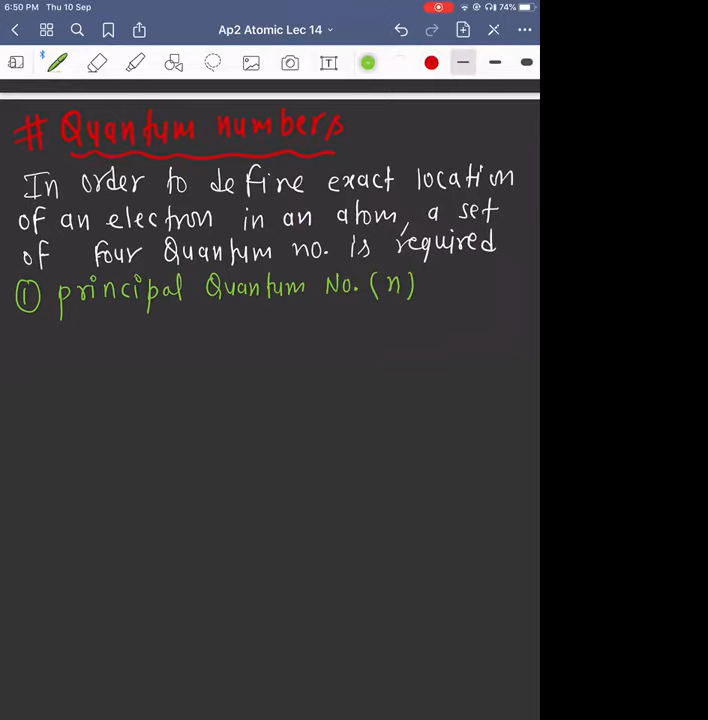 6:50 PM Thu 10 Sep
74%
Ap2 Atomic Lec 14
T
# Quantum numbers
In order to define exact location
of an electron in an atom, a set
of four Quantum no. is required
① principal Quantum No. (n)